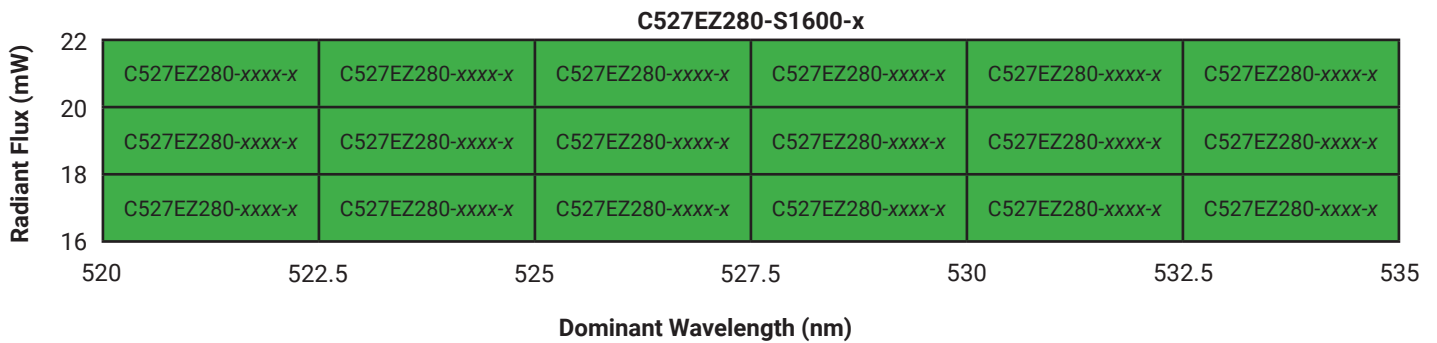 C527EZ280-S1600-x
Radiant Flux (mW)
22
C527EZ280-xxxx-x C527EZ280-xxxx-x C527EZ280-xxxx-x C527EZ280-xxxx-x C527EZ280-xxxx-x C527EZ280-xxxx-x
20
C527EZ280-xxxx-x C527EZ280-xxxx-x C527EZ280-xxxx-x C527EZ280-xxxx-x C527EZ280-xxxx-x C527EZ280-xxxx-x
18
C527EZ280-xxxx-x C527EZ280-xxxx-x C527EZ280-xxxx-x C527EZ280-xxxx-x C527EZ280-xxxx-x C527EZ280-xxxx-x
16
520 522.5 525 527.5 530 532.5 535
Dominant Wavelength (nm)